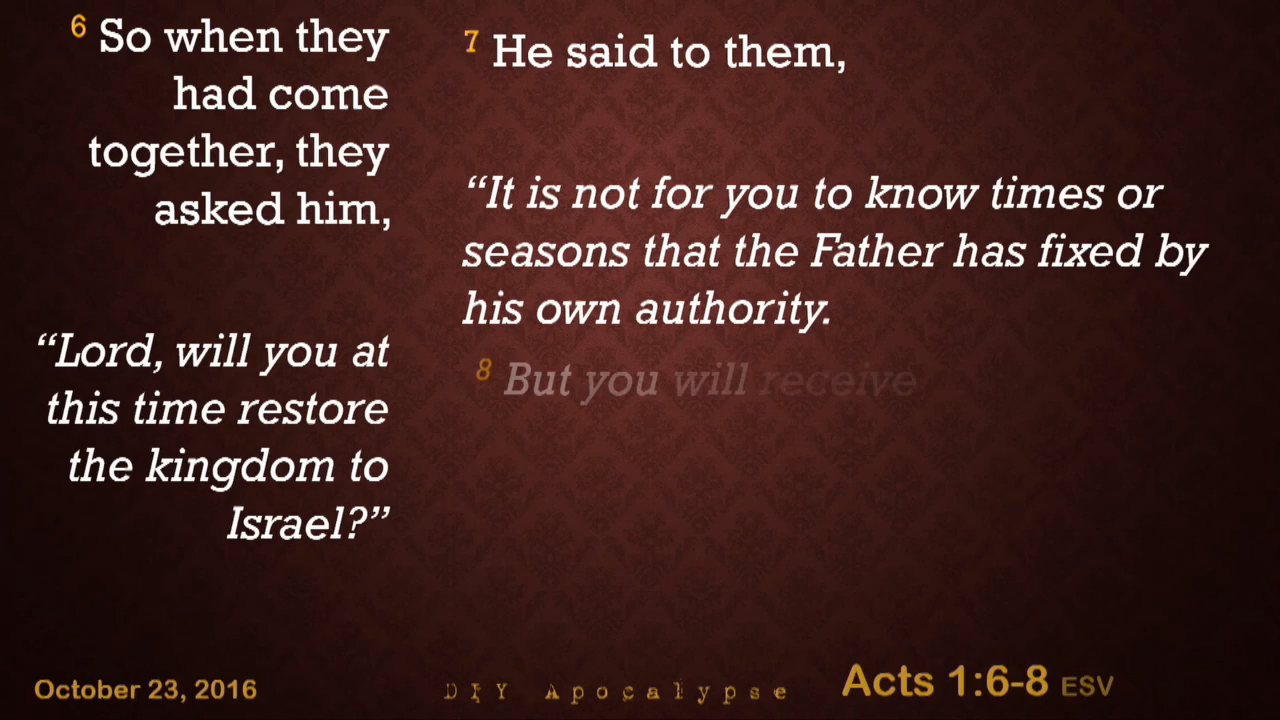 6 So when they
had come
together, they
asked him,
“Lord, will you at
this time restore
the kingdom to
Israel?”
7 He said to them,
“It is not for you to know times or
seasons that the Father has fixed by
his own authority.
8 But you will receive
October 23, 2016
DIY Apocalypse
Acts 1:6-8 ESV